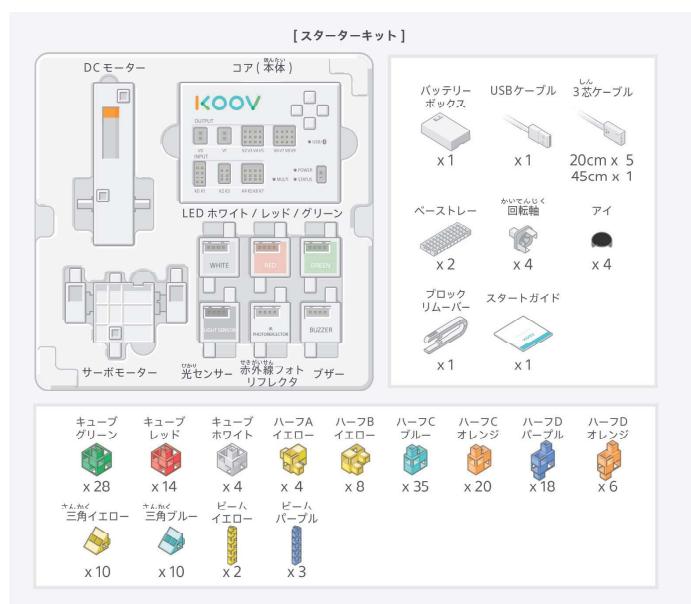 [ スターターキット ]
DCモーター
コア(本体)
ほんたい
KOOV
OUTPUT
V0 V1 V2 V3 V4 V5 V6 V7 V8 V9
USB/
INPUT
K0 K1 K2 K3 K4 K5 K6 K7
MULTI
POWER
STATUS
LED ホワイト / レッド / グリーン
WHITE
RED
GREEN
LIGHT SENSOR
IR
PHOTOREFLECTOR
BUZZER
サーボモーター
ひかり
光センサー
せきがいせん
赤外線フォト
リフレクタ
ブザー
バッテリー
ボックス
x 1
USBケーブル
x 1
しん
3芯ケーブル
20cm x 5
45cm x 1
ベーストレー
x 2
かいてんじく
回転軸
x 4
アイ
x 4
ブロック
リムーバー
x 1
スタートガイド
KOOV
x 1
キューブ
グリーン
x 28
キューブ
レッド
x 14
キューブ
ホワイト
x 4
ハーフA
イエロー
x 4
ハーフB
イエロー
x 8
ハーフC
ブルー
x 35
ハーフC
オレンジ
x 20
ハーフD
パープル
x 18
ハーフD
オレンジ
x 6
さんかく
三角イエロー
x 10
さんかく
三角ブルー
x 10
ビーム
イエロー
x 2
ビーム
パープル
x 3